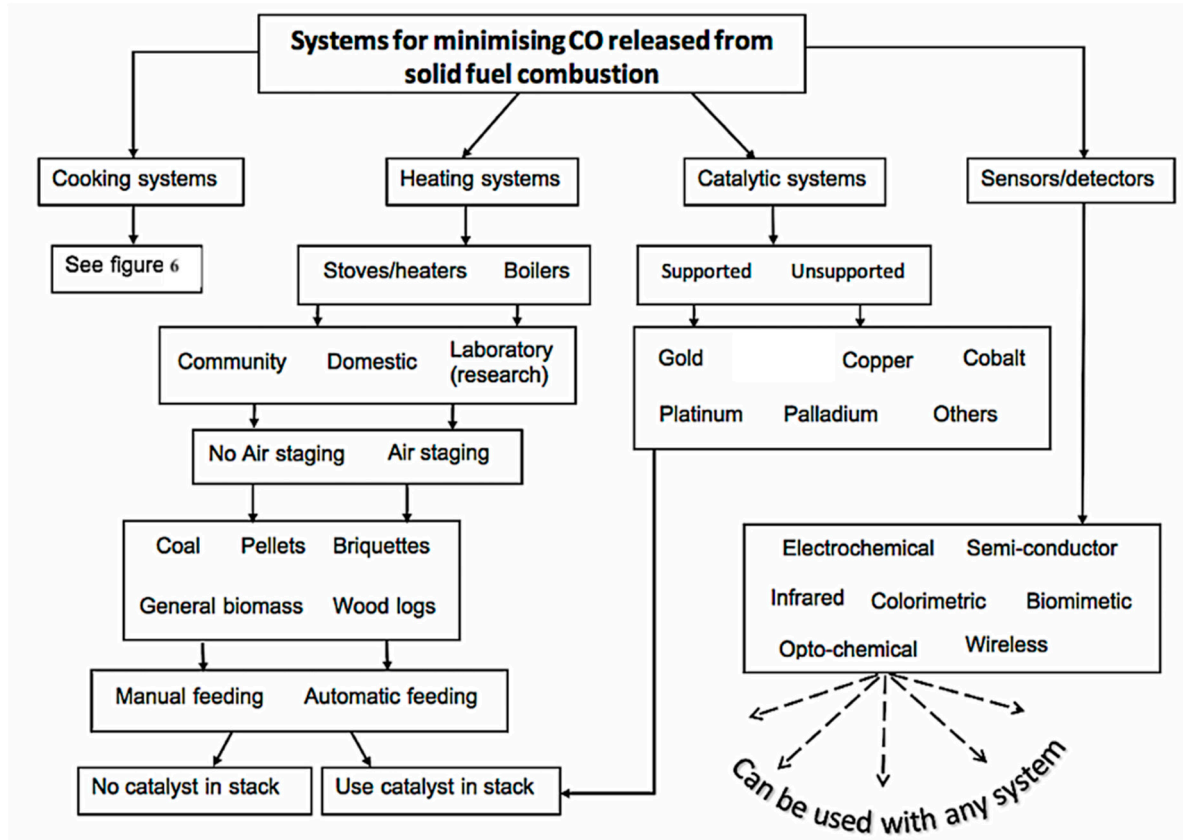 Systems for minimising CO released from
solid fuel combustion
Cooking systems
Heating systems
Catalytic systems
Sensors/detectors
See figure 6
Stoves/heaters Boilers
Supported Unsupported
Community Domestic Laboratory
(research)
Gold Copper Cobalt
Platinum Palladium Others
No Air staging Air staging
Coal Pellets Briquettes
General biomass Wood logs
Electrochemical Semi-conductor
Infrared Colorimetric Biomimetic
Opto-chemical Wireless
Manual feeding Automatic feeding
No catalyst in stack
Use catalyst in stack
Can be used with any system